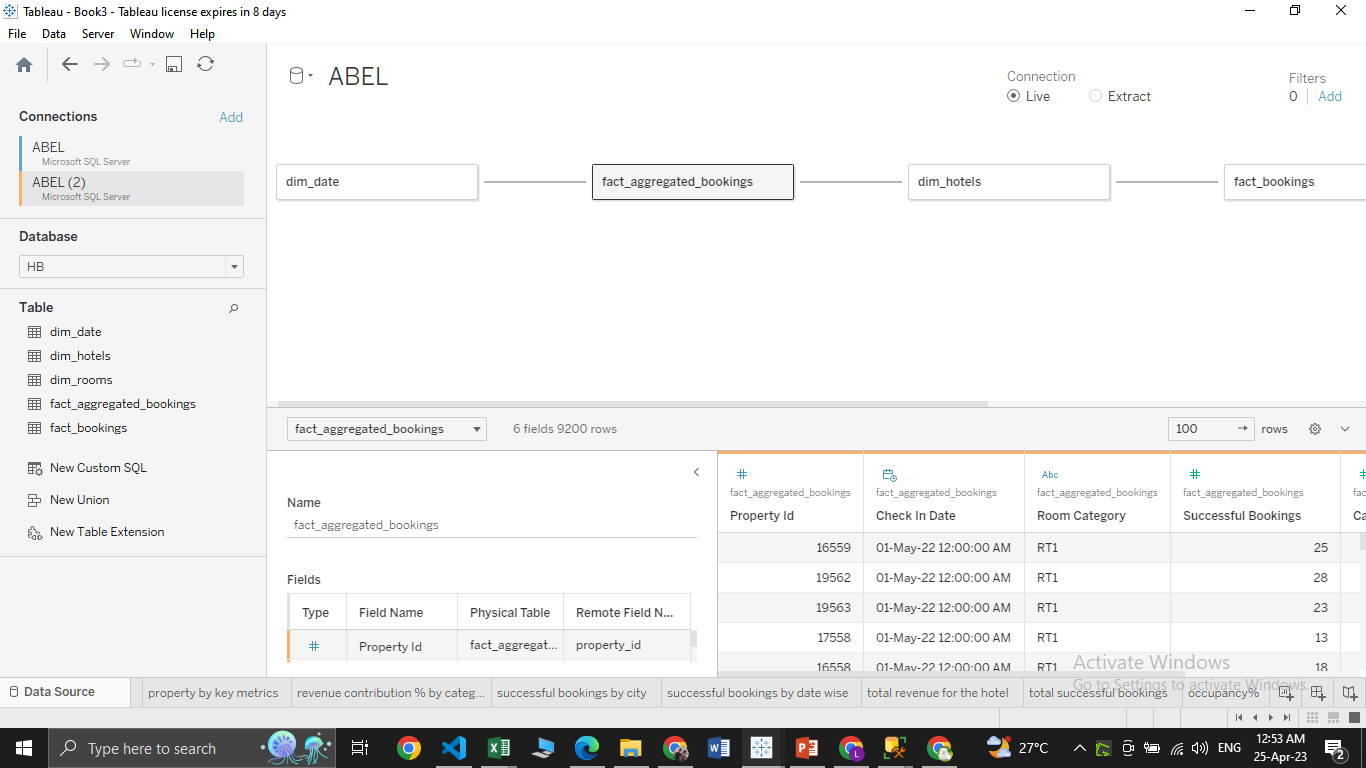 Tableau - Book3 - Tableau license expires in 8 days
File Data Server Window Help
Connections Add
ABEL
Microsoft SQL Server
ABEL (2)
Microsoft SQL Server
Database
HB
Table
dim_date
dim_hotels
dim_rooms
fact_aggregated_bookings
fact_bookings
New Custom SQL
New Union
New Table Extension
ABEL
Connection
Live Extract
Filters
0 Add
dim_date fact_aggregated_bookings dim_hotels fact_bookings
fact_aggregated_bookings 6 fields 9200 rows 100 rows
Name
fact_aggregated_bookings
Fields
Type Field Name Physical Table Remote Field N...
# Property Id fact_aggregat... property_id
# Abc # #
fact_aggregated_bookings fact_aggregated_bookings fact_aggregated_bookings fact_aggregated_bookings fac
Property Id Check In Date Room Category Successful Bookings Ca
16559 01-May-22 12:00:00 AM RT1 25
19562 01-May-22 12:00:00 AM RT1 28
19563 01-May-22 12:00:00 AM RT1 23
17558 01-May-22 12:00:00 AM RT1 13
16558 01-May-22 12:00:00 AM RT1 18
Activate Windows
Go to Settings to activate Windows.
Data Source property by key metrics revenue contribution % by categ... successful bookings by city successful bookings by date wise total revenue for the hotel total successful bookings occupancy%
Type here to search 27°C ENG 12:53 AM
25-Apr-23 2